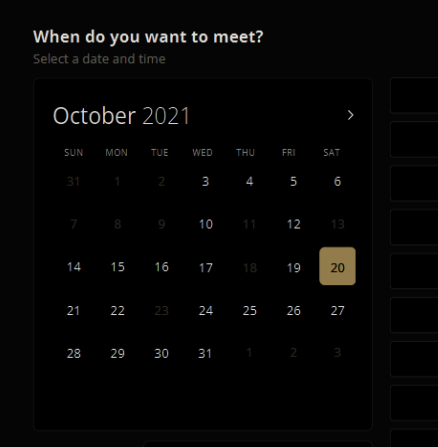 When do you want to meet?
Select a date and time
October 2021
SUN MON TUE WED THU FRI SAT
31 1 2 3 4 5 6
7 8 9 10 11 12 13
14 15 16 17 18 19 20
21 22 23 24 25 26 27
28 29 30 31 1 2 3